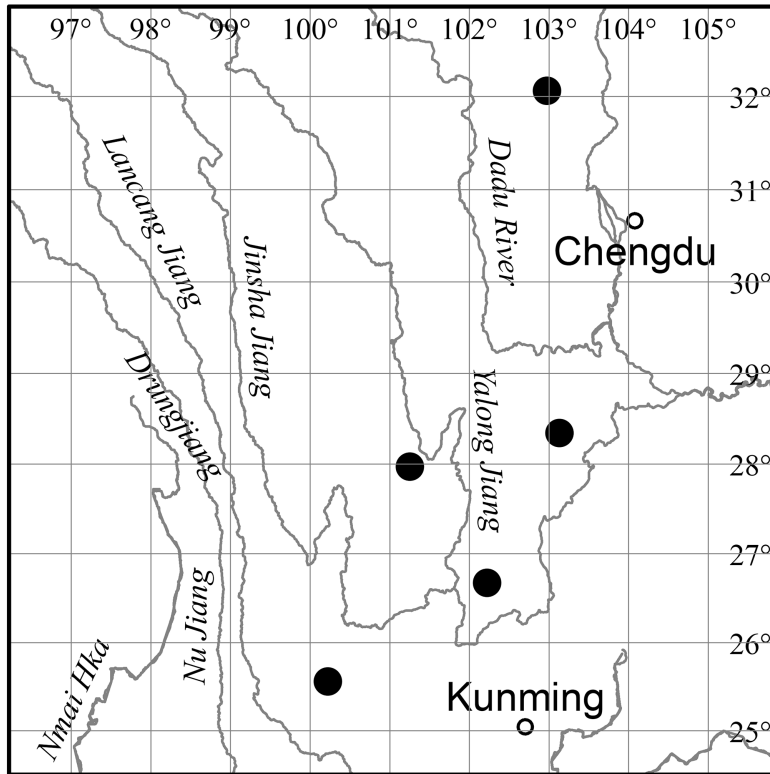 97° 98° 99° 100° 101° 102° 103° 104° 105°
32°
Lancang Jiang
Dadu River
31°
Chengdu
Jinsha Jiang
30°
29°
Drungjiang
Yalong Jiang
28°
27°
Nu Jiang
26°
Nmai Hka
Kunming
25°